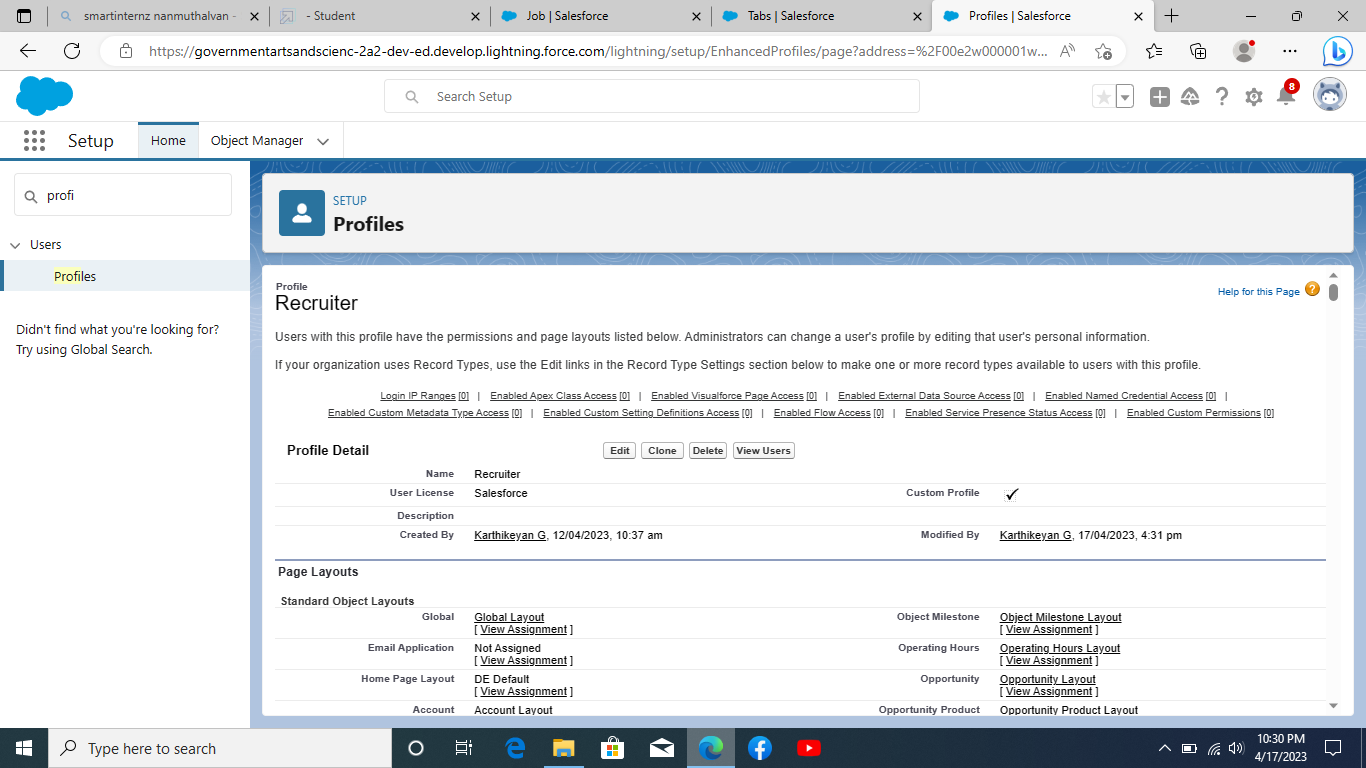 smartinternz nanmuthalvan -
- Student
Job | Salesforce
Tabs | Salesforce
Profiles | Salesforce
https://governmentartsandscienc-2a2-dev-ed.develop.lightning.force.com/lightning/setup/EnhancedProfiles/page?address=%2F00e2w000001w...
Search Setup
8
Setup
Home
Object Manager
profi
Users
Profiles
Didn't find what you're looking for?
Try using Global Search.
SETUP
Profiles
Profile
Recruiter
Help for this Page ?
Users with this profile have the permissions and page layouts listed below. Administrators can change a user's profile by editing that user's personal information.
If your organization uses Record Types, use the Edit links in the Record Type Settings section below to make one or more record types available to users with this profile.
Login IP Ranges [0] | Enabled Apex Class Access [0] | Enabled Visualforce Page Access [0] | Enabled External Data Source Access [0] | Enabled Named Credential Access [0] |
Enabled Custom Metadata Type Access [0] | Enabled Custom Setting Definitions Access [0] | Enabled Flow Access [0] | Enabled Service Presence Status Access [0] | Enabled Custom Permissions [0]
Profile Detail Edit Clone Delete View Users
Name Recruiter
User License Salesforce Custom Profile
Description
Created By Karthikeyan G, 12/04/2023, 10:37 am Modified By Karthikeyan G, 17/04/2023, 4:31 pm
Page Layouts
Standard Object Layouts
Global Global Layout Object Milestone Object Milestone Layout
[ View Assignment ] [ View Assignment ]
Email Application Not Assigned Operating Hours Operating Hours Layout
[ View Assignment ] [ View Assignment ]
Home Page Layout DE Default Opportunity Opportunity Layout
[ View Assignment ] [ View Assignment ]
Account Account Layout Opportunity Product Opportunity Product Layout
Type here to search
10:30 PM
4/17/2023